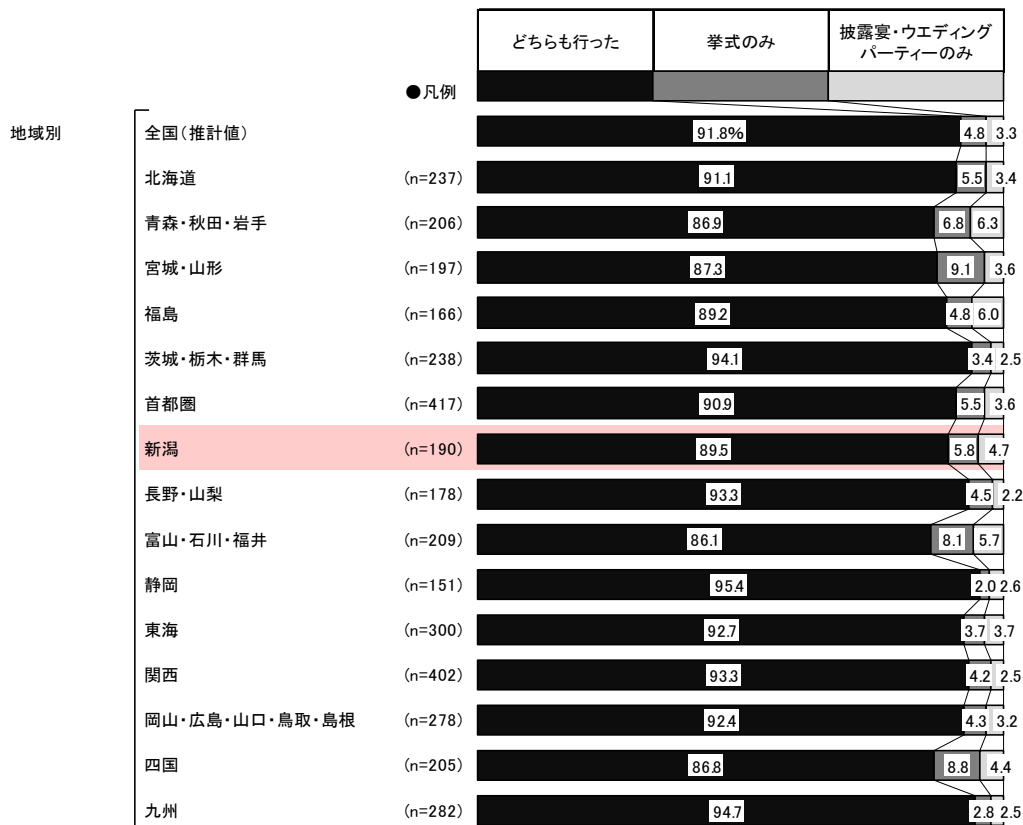 どちらも行った 挙式のみ 披露宴・ウエディング
パーティーのみ
●凡例
地域別 全国(推計値) 91.8% 4.8 3.3
北海道 (n=237) 91.1 5.5 3.4
青森・秋田・岩手 (n=206) 86.9 6.8 6.3
宮城・山形 (n=197) 87.3 9.1 3.6
福島 (n=166) 89.2 4.8 6.0
茨城・栃木・群馬 (n=238) 94.1 3.4 2.5
首都圏 (n=417) 90.9 5.5 3.6
新潟 (n=190) 89.5 5.8 4.7
長野・山梨 (n=178) 93.3 4.5 2.2
富山・石川・福井 (n=209) 86.1 8.1 5.7
静岡 (n=151) 95.4 2.0 2.6
東海 (n=300) 92.7 3.7 3.7
関西 (n=402) 93.3 4.2 2.5
岡山・広島・山口・鳥取・島根 (n=278) 92.4 4.3 3.2
四国 (n=205) 86.8 8.8 4.4
九州 (n=282) 94.7 2.8 2.5